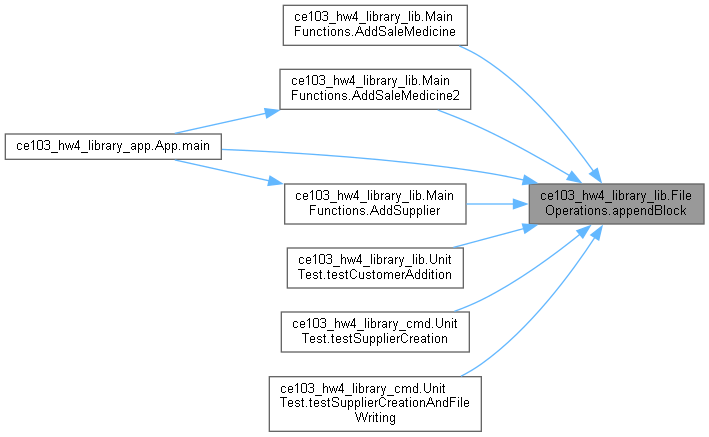 ce103_hw4_library_lib.Main
Functions.AddSaleMedicine
ce103_hw4_library_lib.Main
Functions.AddSaleMedicine2
ce103_hw4_library_app.App.main
ce103_hw4_library_lib.Main
Functions.AddSupplier
ce103_hw4_library_lib.File
Operations.appendBlock
ce103_hw4_library_lib.Unit
Test.testCustomerAddition
ce103_hw4_library_cmd.Unit
Test.testSupplierCreation
ce103_hw4_library_cmd.Unit
Test.testSupplierCreationAndFile
Writing